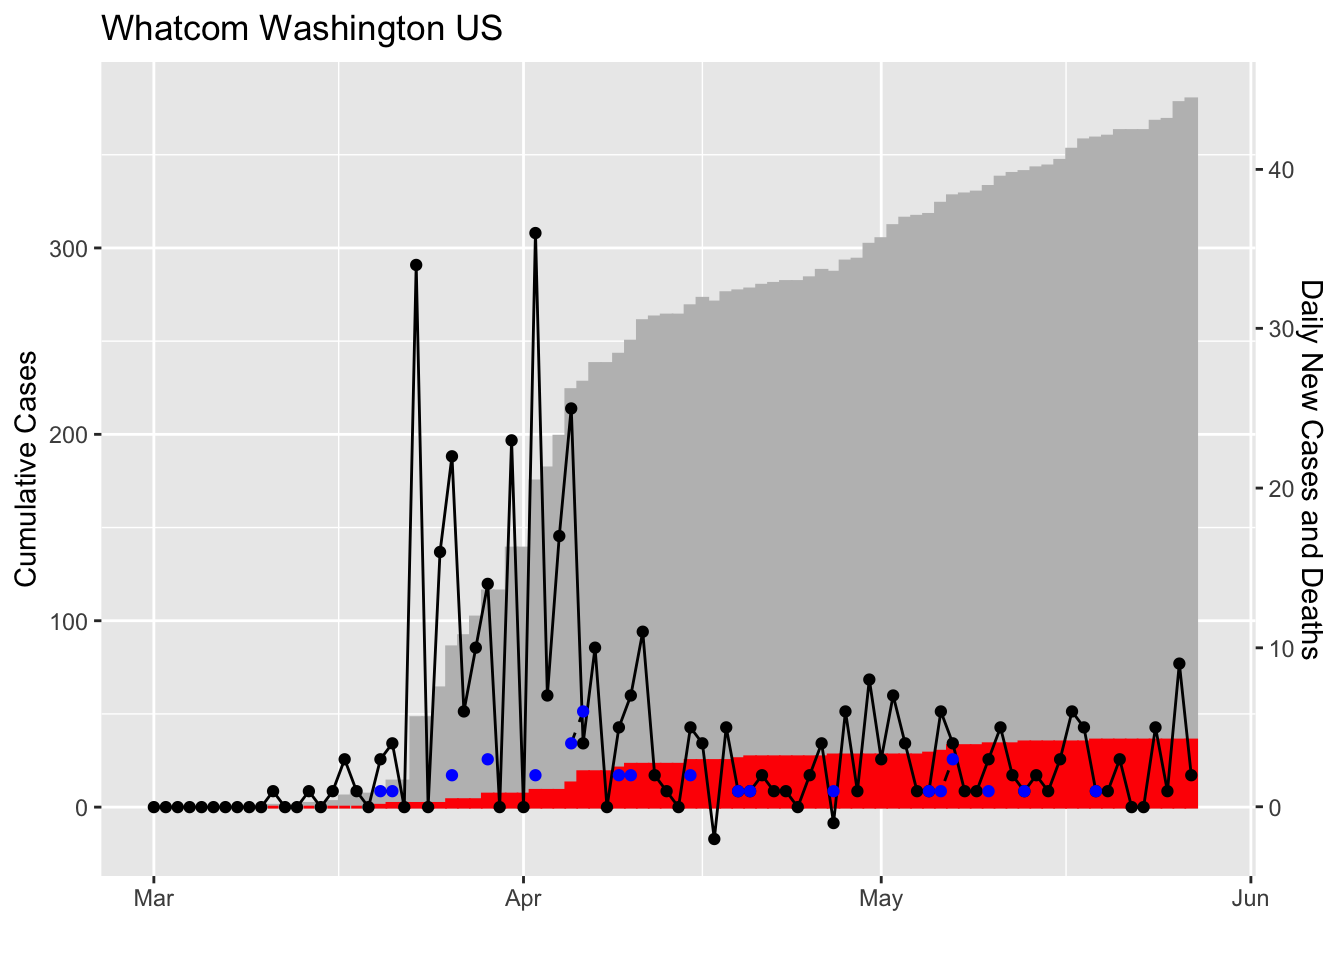 Whatcom Washington US
Cumulative Cases
300
200
100
0
40
30
20
10
0
Daily New Cases and Deaths
Mar
Apr
May
Jun